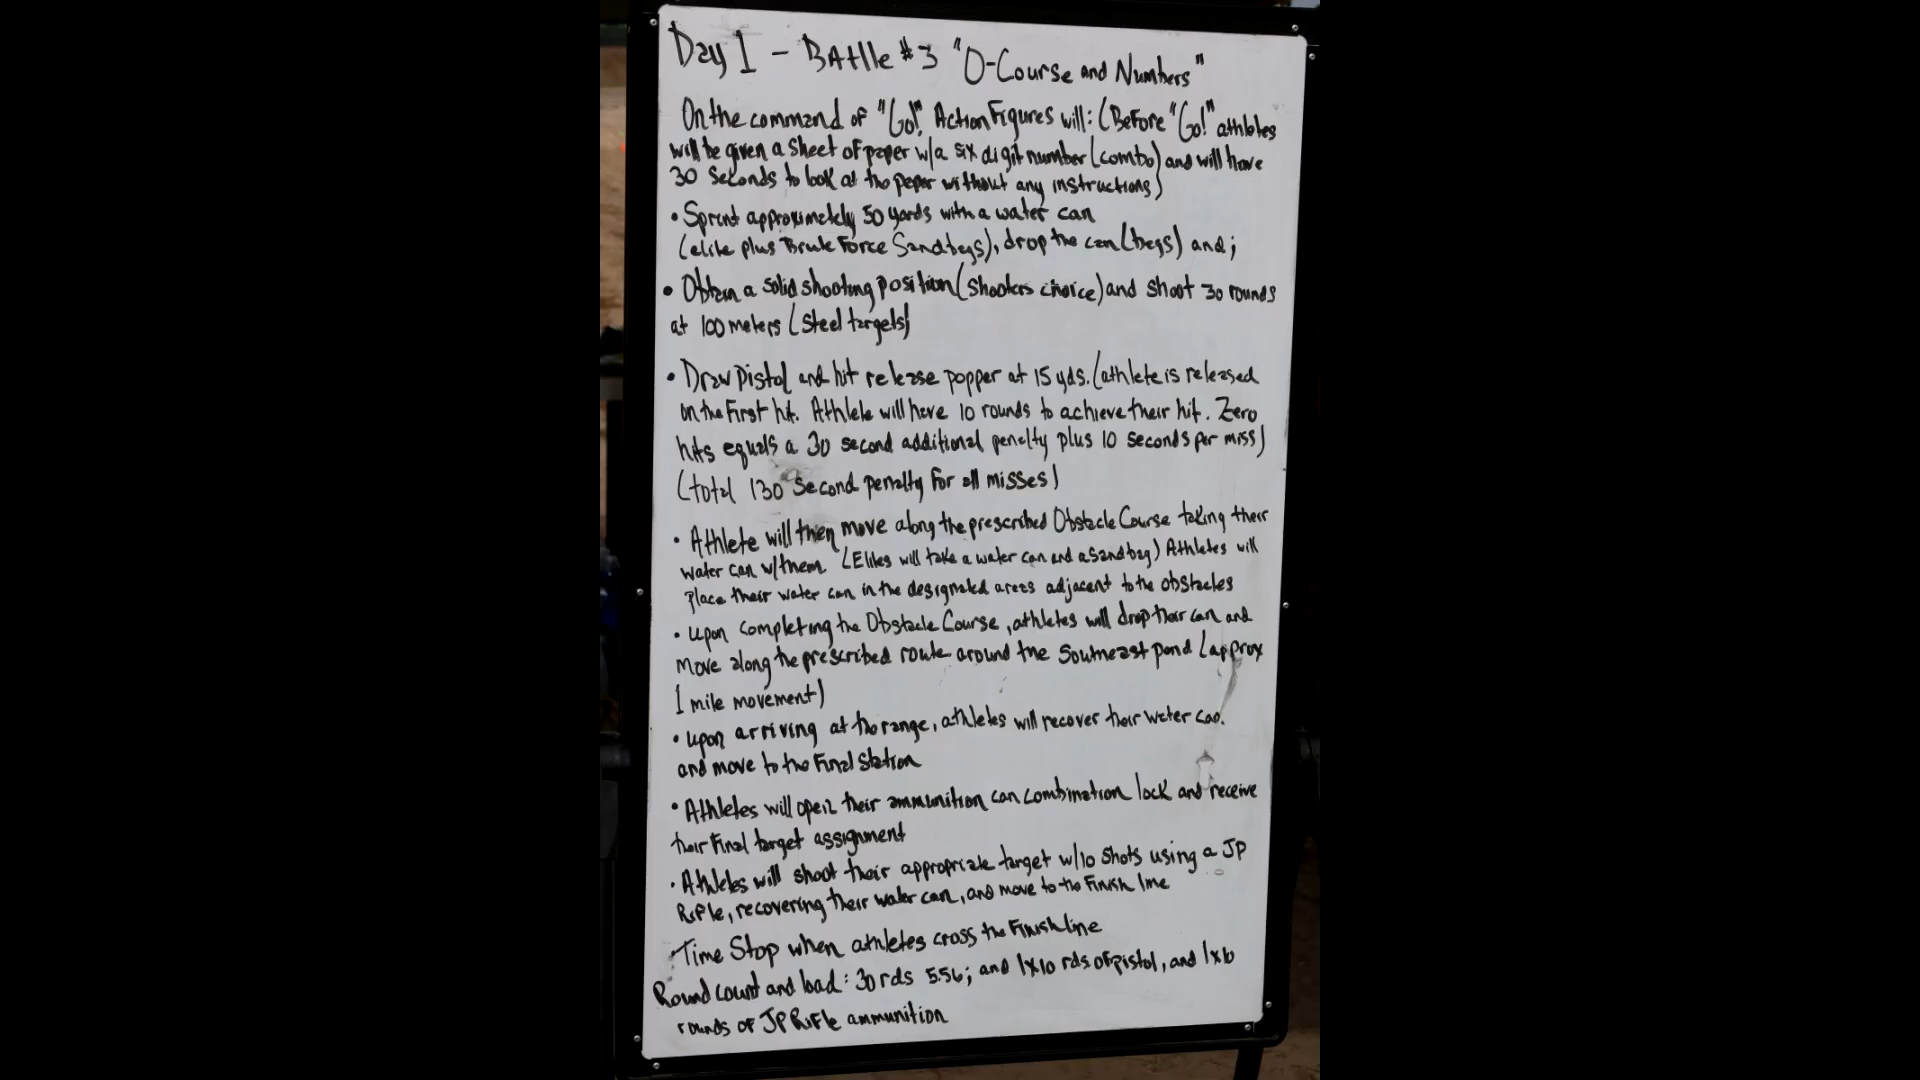 Day 1 - Battle #3 "O-Course and Numbers"
On the command of "Go!", Action Figures will: (Before "Go!" athletes
will be given a sheet of paper w/a six digit number (combo) and will have
30 seconds to look at the paper without any instructions)
• Sprint approximately 50 yards with a water can
(elite plus Brute Force Sandbags), drop the can (bags) and;
• Obtain a solid shooting position (shooters choice) and shoot 30 rounds
at 100 meters (steel targets)
• Draw pistol and hit release popper at 15 yds. (athlete is released
on the first hit. Athlete will have 10 rounds to achieve their hit. Zero
hits equals a 30 second additional penalty plus 10 seconds per miss)
(total 130 second penalty for all misses)
• Athlete will then move along the prescribed Obstacle Course taking their
water can w/them. (Elites will take a water can and a sandbag) Athletes will
place their water can in the designated areas adjacent to the obstacles
• Upon completing the Obstacle Course, athletes will drop their can and
move along the prescribed route around the Southeast pond (approx
1 mile movement)
• Upon arriving at the range, athletes will recover their water can.
and move to the final station
• Athletes will open their ammunition can combination lock and receive
their final target assignment
• Athletes will shoot their appropriate target w/10 shots using a JP
Rifle, recovering their water can, and move to the finish line
• Time Stop when athletes cross the finish line
Round count and load: 30 rds 5.56; and 1x10 rds of pistol, and 1x10
rounds of JP Rifle ammunition